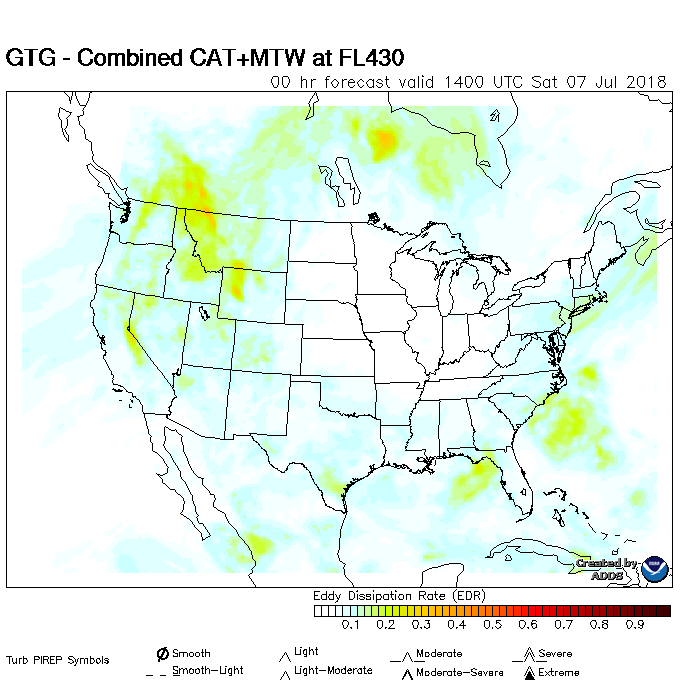 GTG - Combined CAT+MTW at FL430
00 hr forecast valid 1400 UTC Sat 07 Jul 2018
Created by
ADDS
Eddy Dissipation Rate (EDR)
0.1 0.2 0.3 0.4 0.5 0.6 0.7 0.8 0.9
Turb PIREP Symbols
Smooth Light Moderate Severe
Smooth-Light Light-Moderate Moderate-Severe Extreme